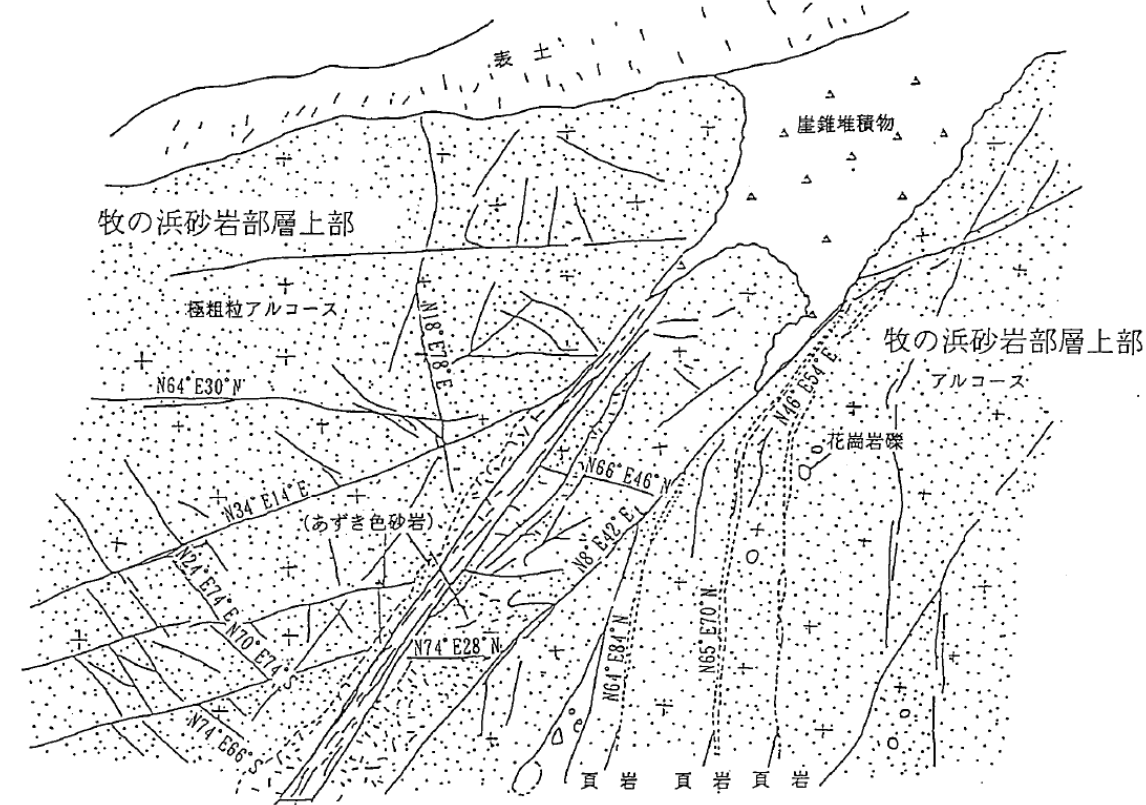 表土
崖錐堆積物
牧の浜砂岩部層上部
極粗粒アルコース
N18°E78°E
牧の浜砂岩部層上部
アルコース
N46°E54°E
N64°E30°N
花崗岩礫
N66°E46°N
N34°E14°E
(あずき色砂岩)
N8°E42°E
N24°E74°E
N70°E74°S
N74°E28°N
N64°E84°N
N65°E70°N
N74°E66°S
頁岩 頁岩 頁岩